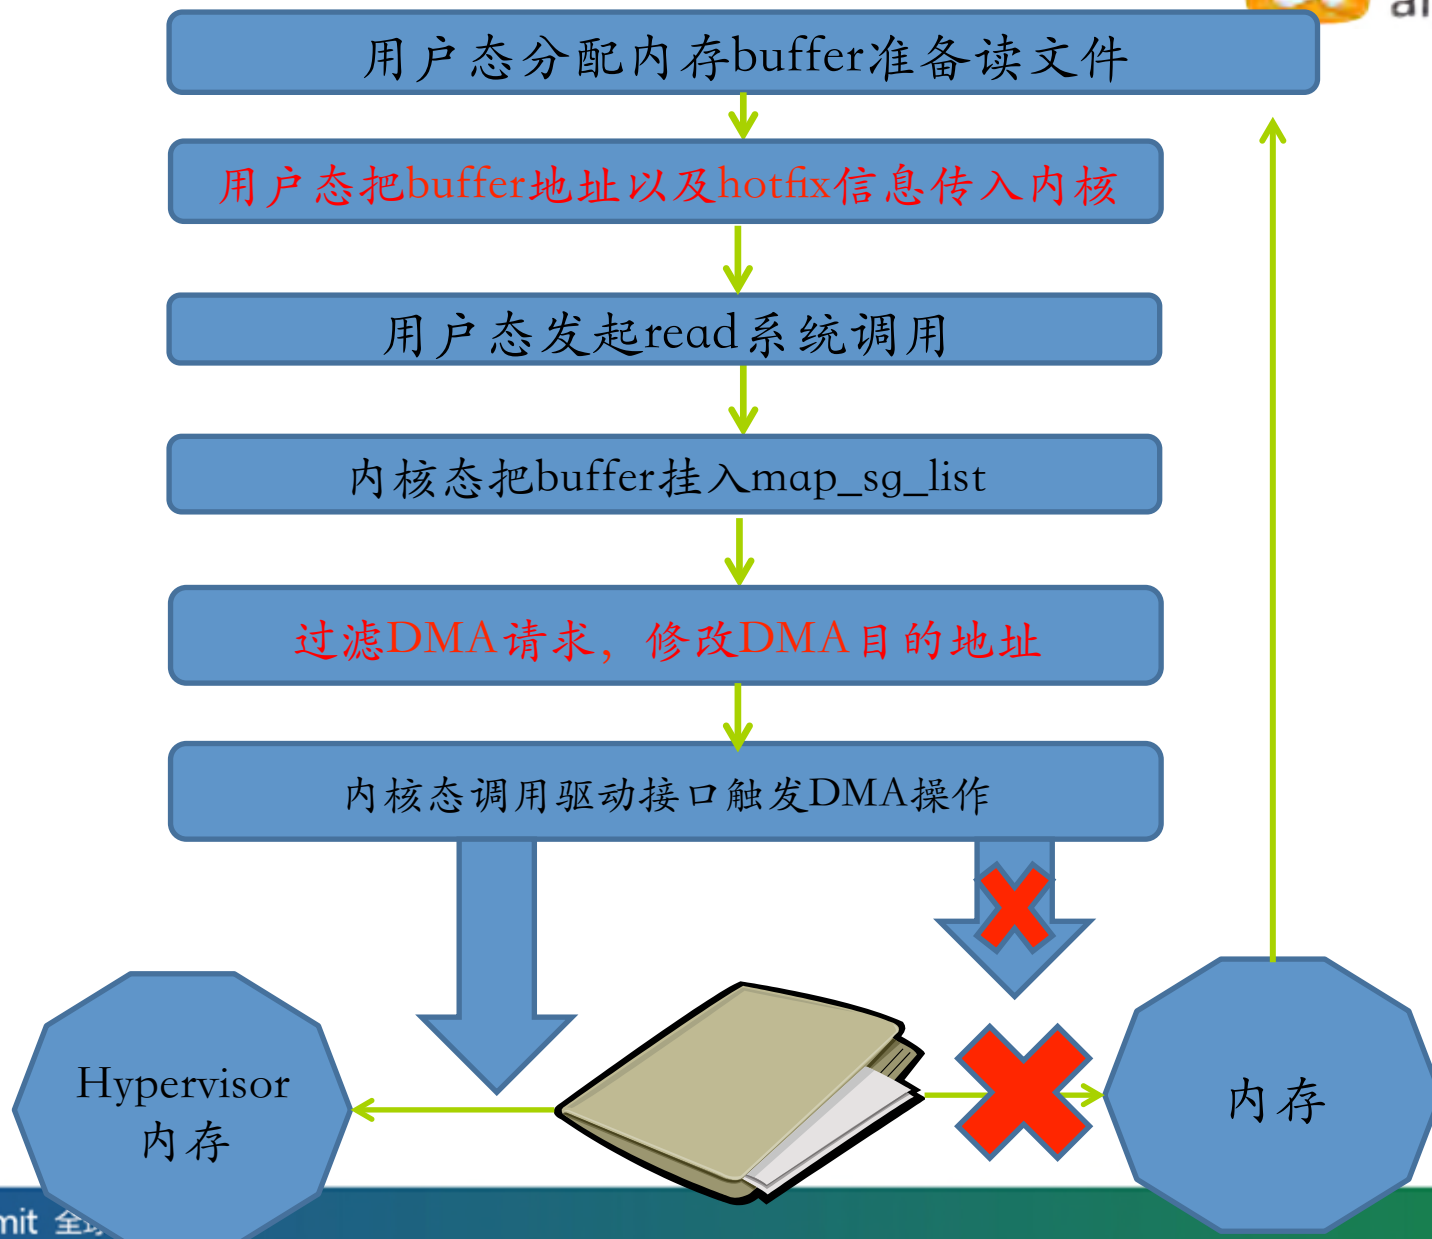 用户态分配内存buffer准备读文件
用户态把buffer地址以及hotfix信息传入内核
用户态发起read系统调用
内核态把buffer挂入map_sg_list
过滤DMA请求，修改DMA目的地址
内核态调用驱动接口触发DMA操作
Hypervisor
内存
内存